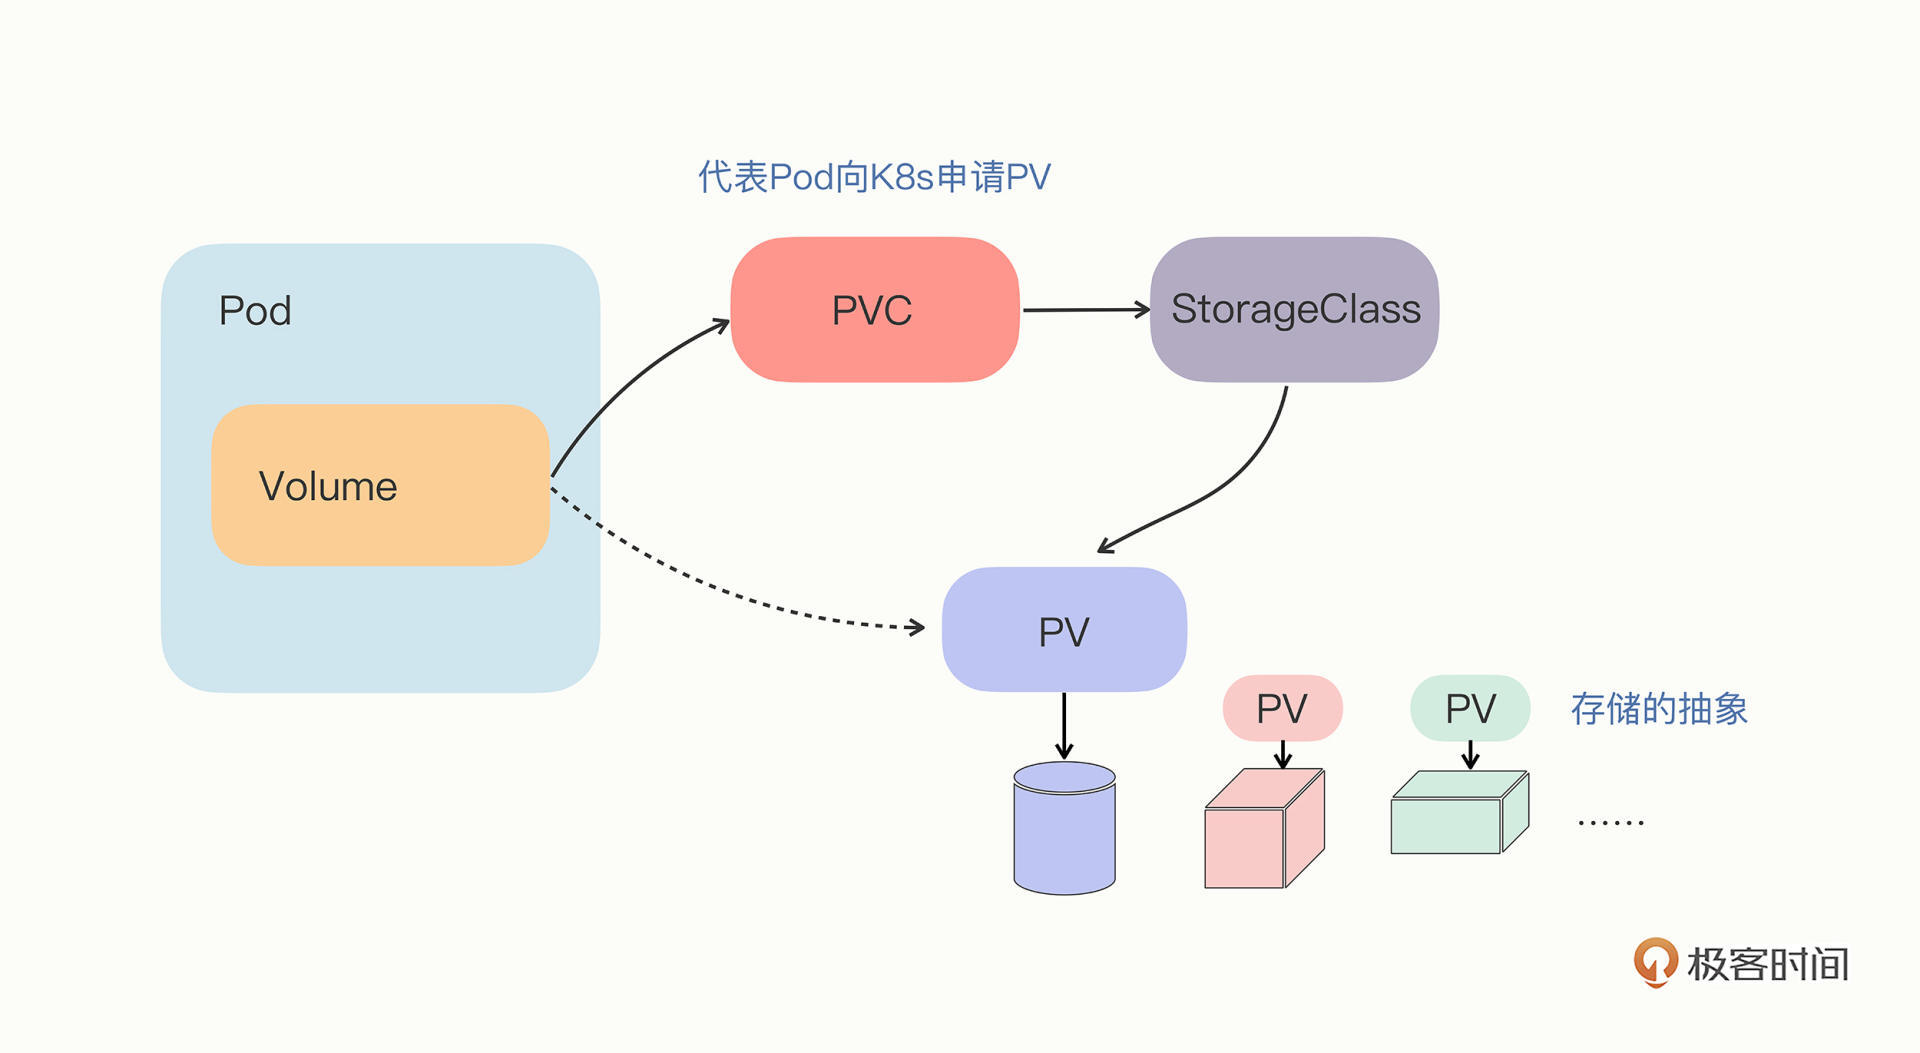 代表Pod向K8s申请PV
Pod
PVC
StorageClass
Volume
PV
PV
PV
存储的抽象
......
极客时间